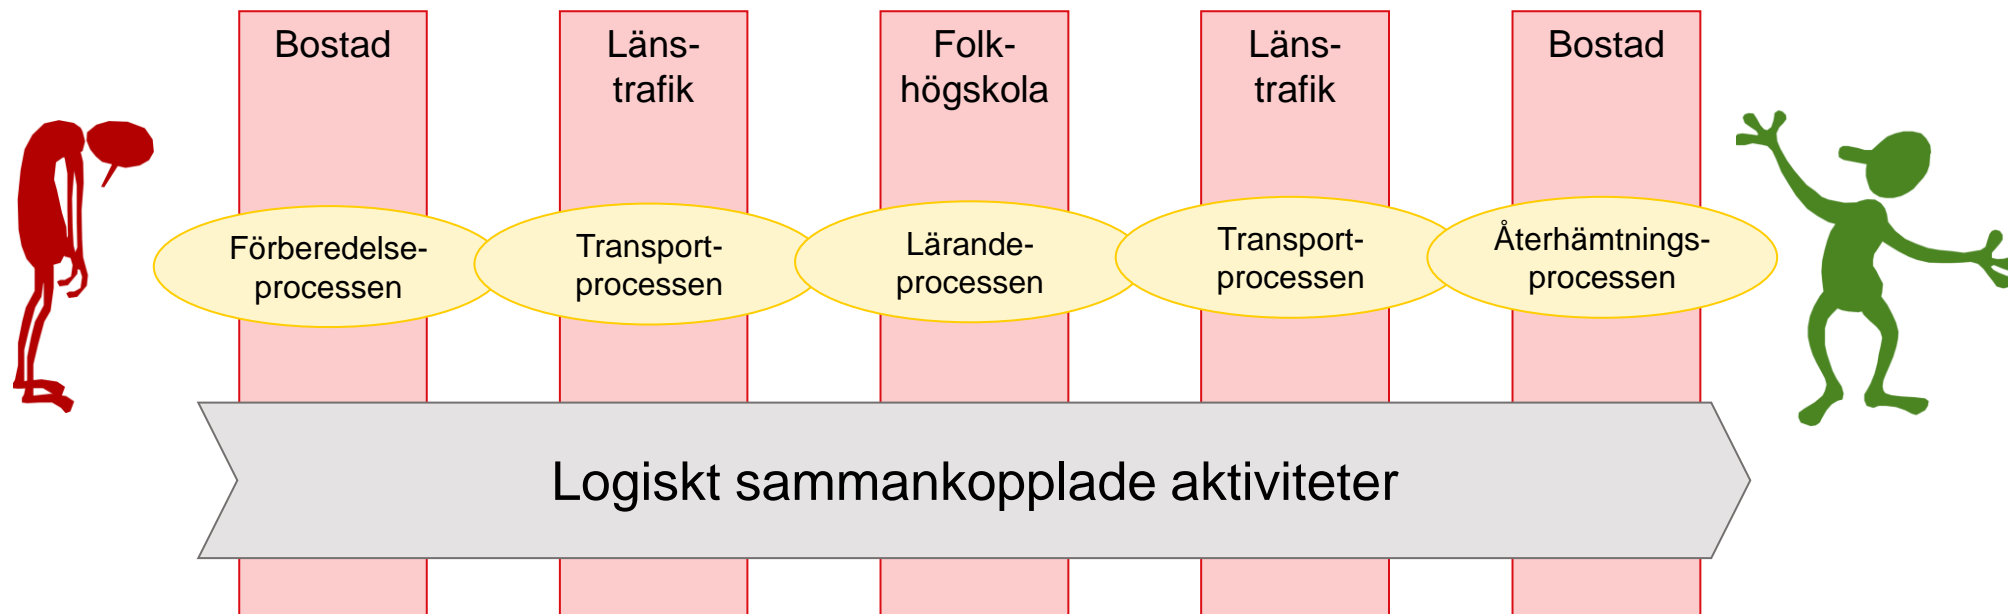 Bostad
Läns-
trafik
Folk-
högskola
Läns-
trafik
Bostad
Förberedelse-
processen
Transport-
processen
Lärande-
processen
Transport-
processen
Återhämtnings-
processen
Logiskt sammankopplade aktiviteter